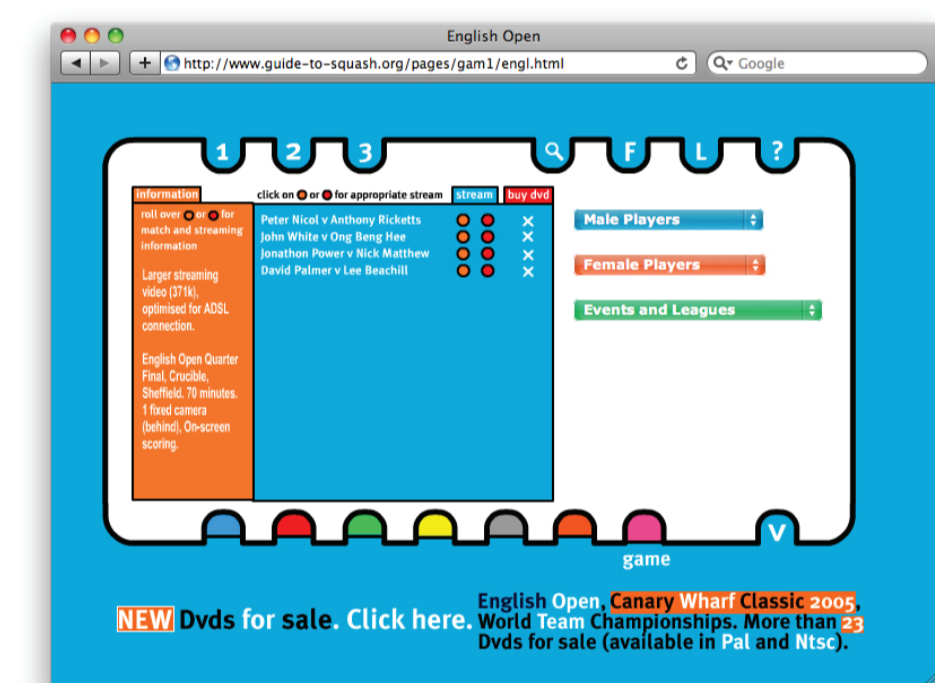 English Open
http://www.guide-to-squash.org/pages/gam1/engl.html
Google
1 2 3 F L ?
information
click on or for appropriate stream
stream
buy dvd
roll over or for
match and streaming
information
Larger streaming
video (371k),
optimised for ADSL
connection.
English Open Quarter
Final, Crucible,
Sheffield. 70 minutes.
1 fixed camera
(behind), On-screen
scoring.
Peter Nicol v Anthony Ricketts
John White v Ong Beng Hee
Jonathon Power v Nick Matthew
David Palmer v Lee Beachill
Male Players
Female Players
Events and Leagues
V
game
NEW Dvds for sale. Click here.
English Open, Canary Wharf Classic 2005,
World Team Championships. More than 23
Dvds for sale (available in Pal and Ntsc).